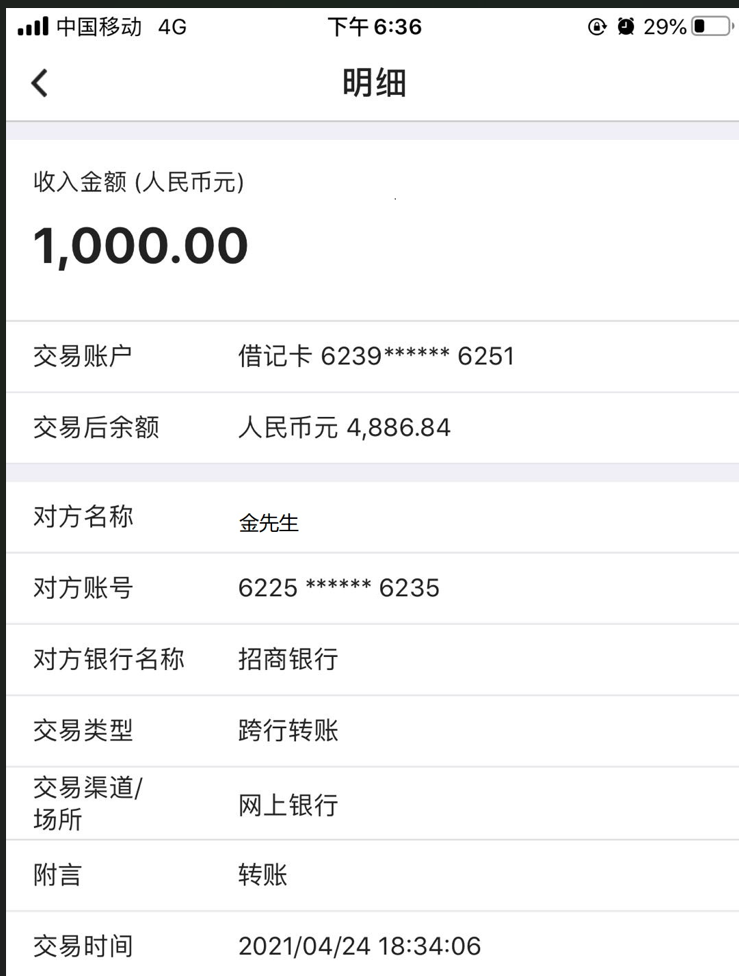 中国移动 4G 下午6:36 29%
明细
收入金额 (人民币元)
1,000.00
交易账户 借记卡 6239****** 6251
交易后余额 人民币元 4,886.84
对方名称 金先生
对方账号 6225 ****** 6235
对方银行名称 招商银行
交易类型 跨行转账
交易渠道/
场所 网上银行
附言 转账
交易时间 2021/04/24 18:34:06